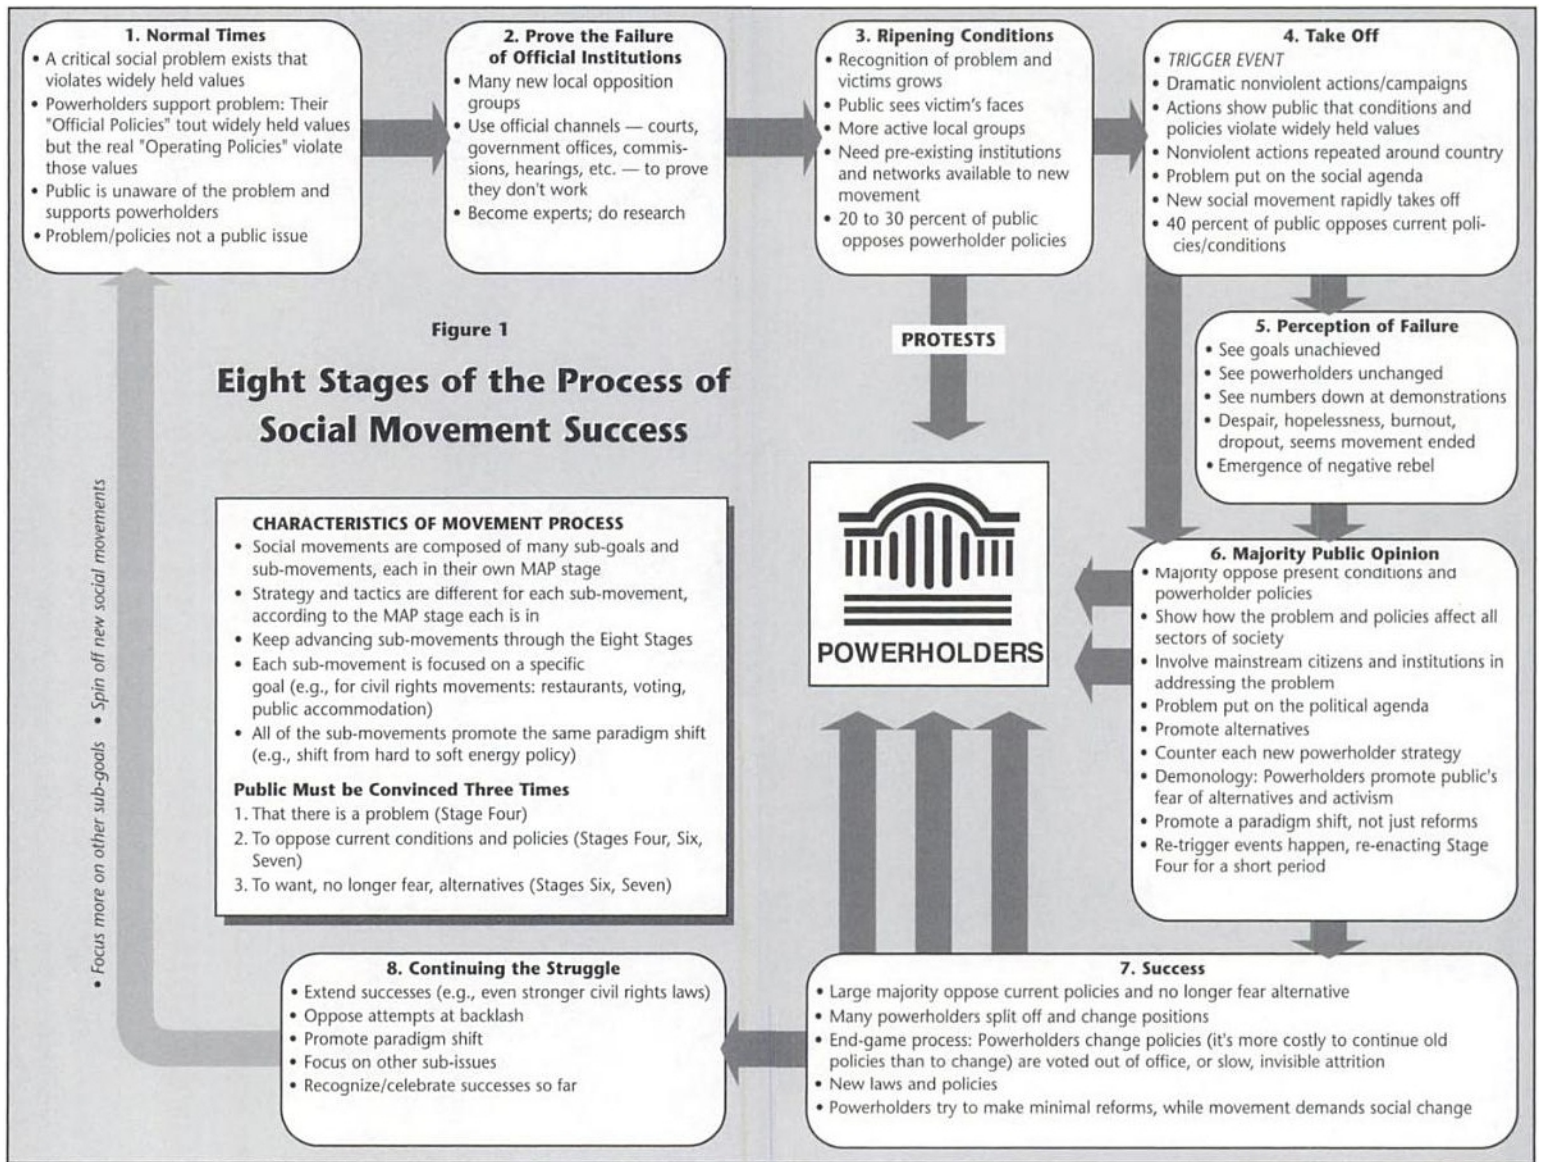 1. Normal Times
• A critical social problem exists that
violates widely held values
• Powerholders support problem: Their
"Official Policies" tout widely held values
but the real "Operating Policies" violate
those values
• Public is unaware of the problem and
supports powerholders
• Problem/policies not a public issue
2. Prove the Failure
of Official Institutions
• Many new local opposition
groups
• Use official channels — courts,
government offices, commis-
sions, hearings, etc. — to prove
they don't work
• Become experts; do research
3. Ripening Conditions
• Recognition of problem and
victims grows
• Public sees victim's faces
• More active local groups
• Need pre-existing institutions
and networks available to new
movement
• 20 to 30 percent of public
opposes powerholder policies
4. Take Off
• TRIGGER EVENT
• Dramatic nonviolent actions/campaigns
• Actions show public that conditions and
policies violate widely held values
• Nonviolent actions repeated around country
• Problem put on the social agenda
• New social movement rapidly takes off
• 40 percent of public opposes current poli-
cies/conditions
5. Perception of Failure
• See goals unachieved
• See powerholders unchanged
• See numbers down at demonstrations
• Despair, hopelessness, burnout,
dropout, seems movement ended
• Emergence of negative rebel
PROTESTS
POWERHOLDERS
6. Majority Public Opinion
• Majority oppose present conditions and
powerholder policies
• Show how the problem and policies affect all
sectors of society
• Involve mainstream citizens and institutions in
addressing the problem
• Problem put on the political agenda
• Promote alternatives
• Counter each new powerholder strategy
• Demonology: Powerholders promote public's
fear of alternatives and activism
• Promote a paradigm shift, not just reforms
• Re-trigger events happen, re-enacting Stage
Four for a short period
7. Success
• Large majority oppose current policies and no longer fear alternative
• Many powerholders split off and change positions
• End-game process: Powerholders change policies (it's more costly to continue old
policies than to change) are voted out of office, or slow, invisible attrition
• New laws and policies
• Powerholders try to make minimal reforms, while movement demands social change
8. Continuing the Struggle
• Extend successes (e.g., even stronger civil rights laws)
• Oppose attempts at backlash
• Promote paradigm shift
• Focus on other sub-issues
• Recognize/celebrate successes so far
• Focus more on other sub-goals • Spin off new social movements
Figure 1
Eight Stages of the Process of
Social Movement Success
CHARACTERISTICS OF MOVEMENT PROCESS
• Social movements are composed of many sub-goals and
sub-movements, each in their own MAP stage
• Strategy and tactics are different for each sub-movement,
according to the MAP stage each is in
• Keep advancing sub-movements through the Eight Stages
• Each sub-movement is focused on a specific
goal (e.g., for civil rights movements: restaurants, voting,
public accommodation)
• All of the sub-movements promote the same paradigm shift
(e.g., shift from hard to soft energy policy)
Public Must be Convinced Three Times
1. That there is a problem (Stage Four)
2. To oppose current conditions and policies (Stages Four, Six,
Seven)
3. To want, no longer fear, alternatives (Stages Six, Seven)